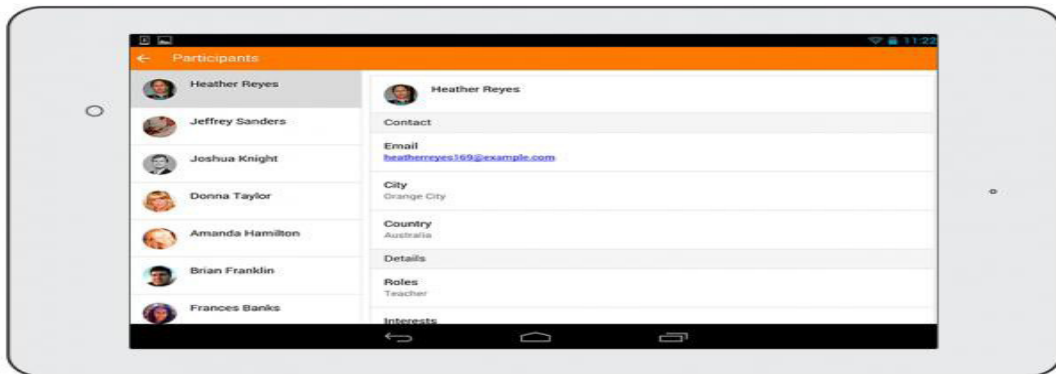 11:22
Participants
Heather Reyes
Jeffrey Sanders
Joshua Knight
Donna Taylor
Amanda Hamilton
Brian Franklin
Frances Banks
Heather Reyes
Contact
Email
heatherreyes169@example.com
City
Orange City
Country
Australia
Details
Roles
Teacher
Interests